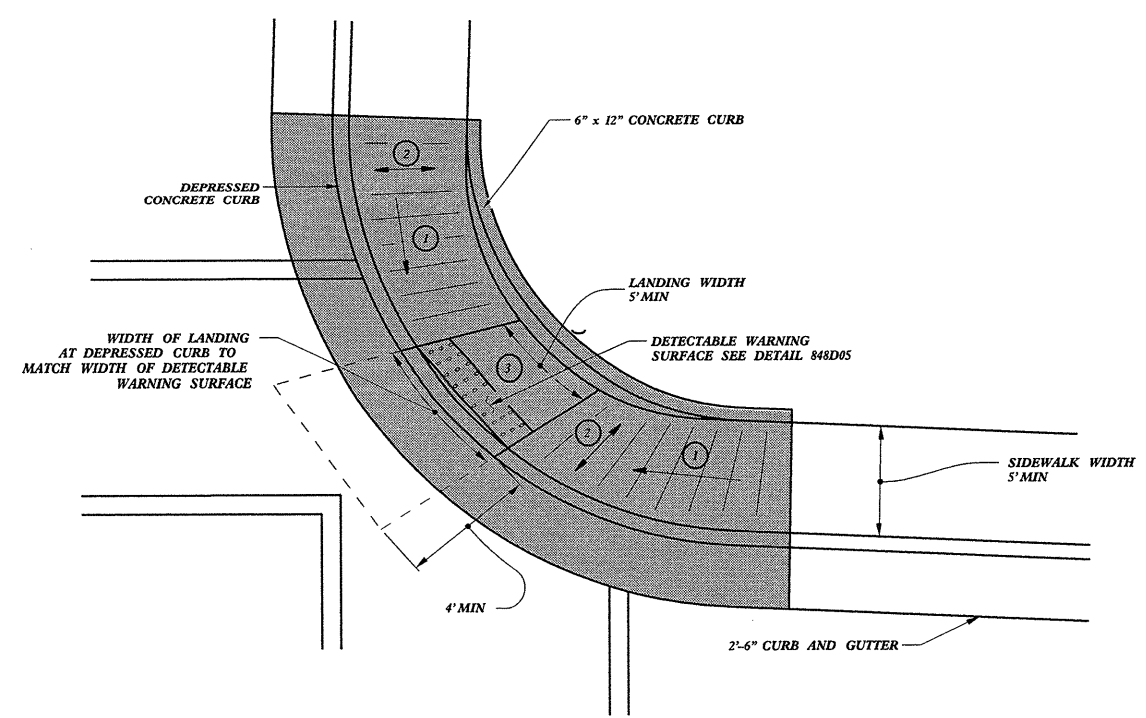 6" x 12" CONCRETE CURB
2
DEPRESSED
CONCRETE CURB
1
LANDING WIDTH
5' MIN
WIDTH OF LANDING
AT DEPRESSED CURB TO
MATCH WIDTH OF DETECTABLE
WARNING SURFACE
DETECTABLE WARNING
SURFACE SEE DETAIL 848D05
3
2
1
SIDEWALK WIDTH
5' MIN
4' MIN
2'-6" CURB AND GUTTER